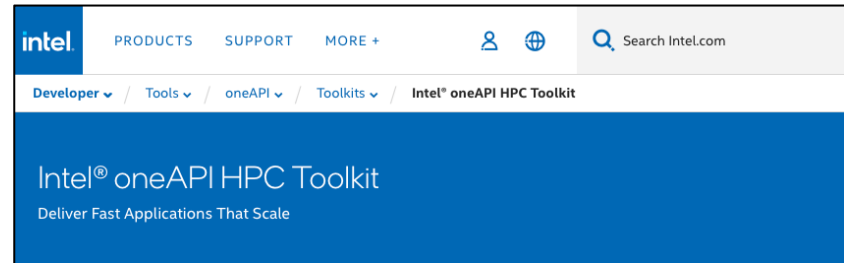 intel. PRODUCTS SUPPORT MORE + Search Intel.com
Developer / Tools / oneAPI / Toolkits / Intel® oneAPI HPC Toolkit
Intel® oneAPI HPC Toolkit
Deliver Fast Applications That Scale